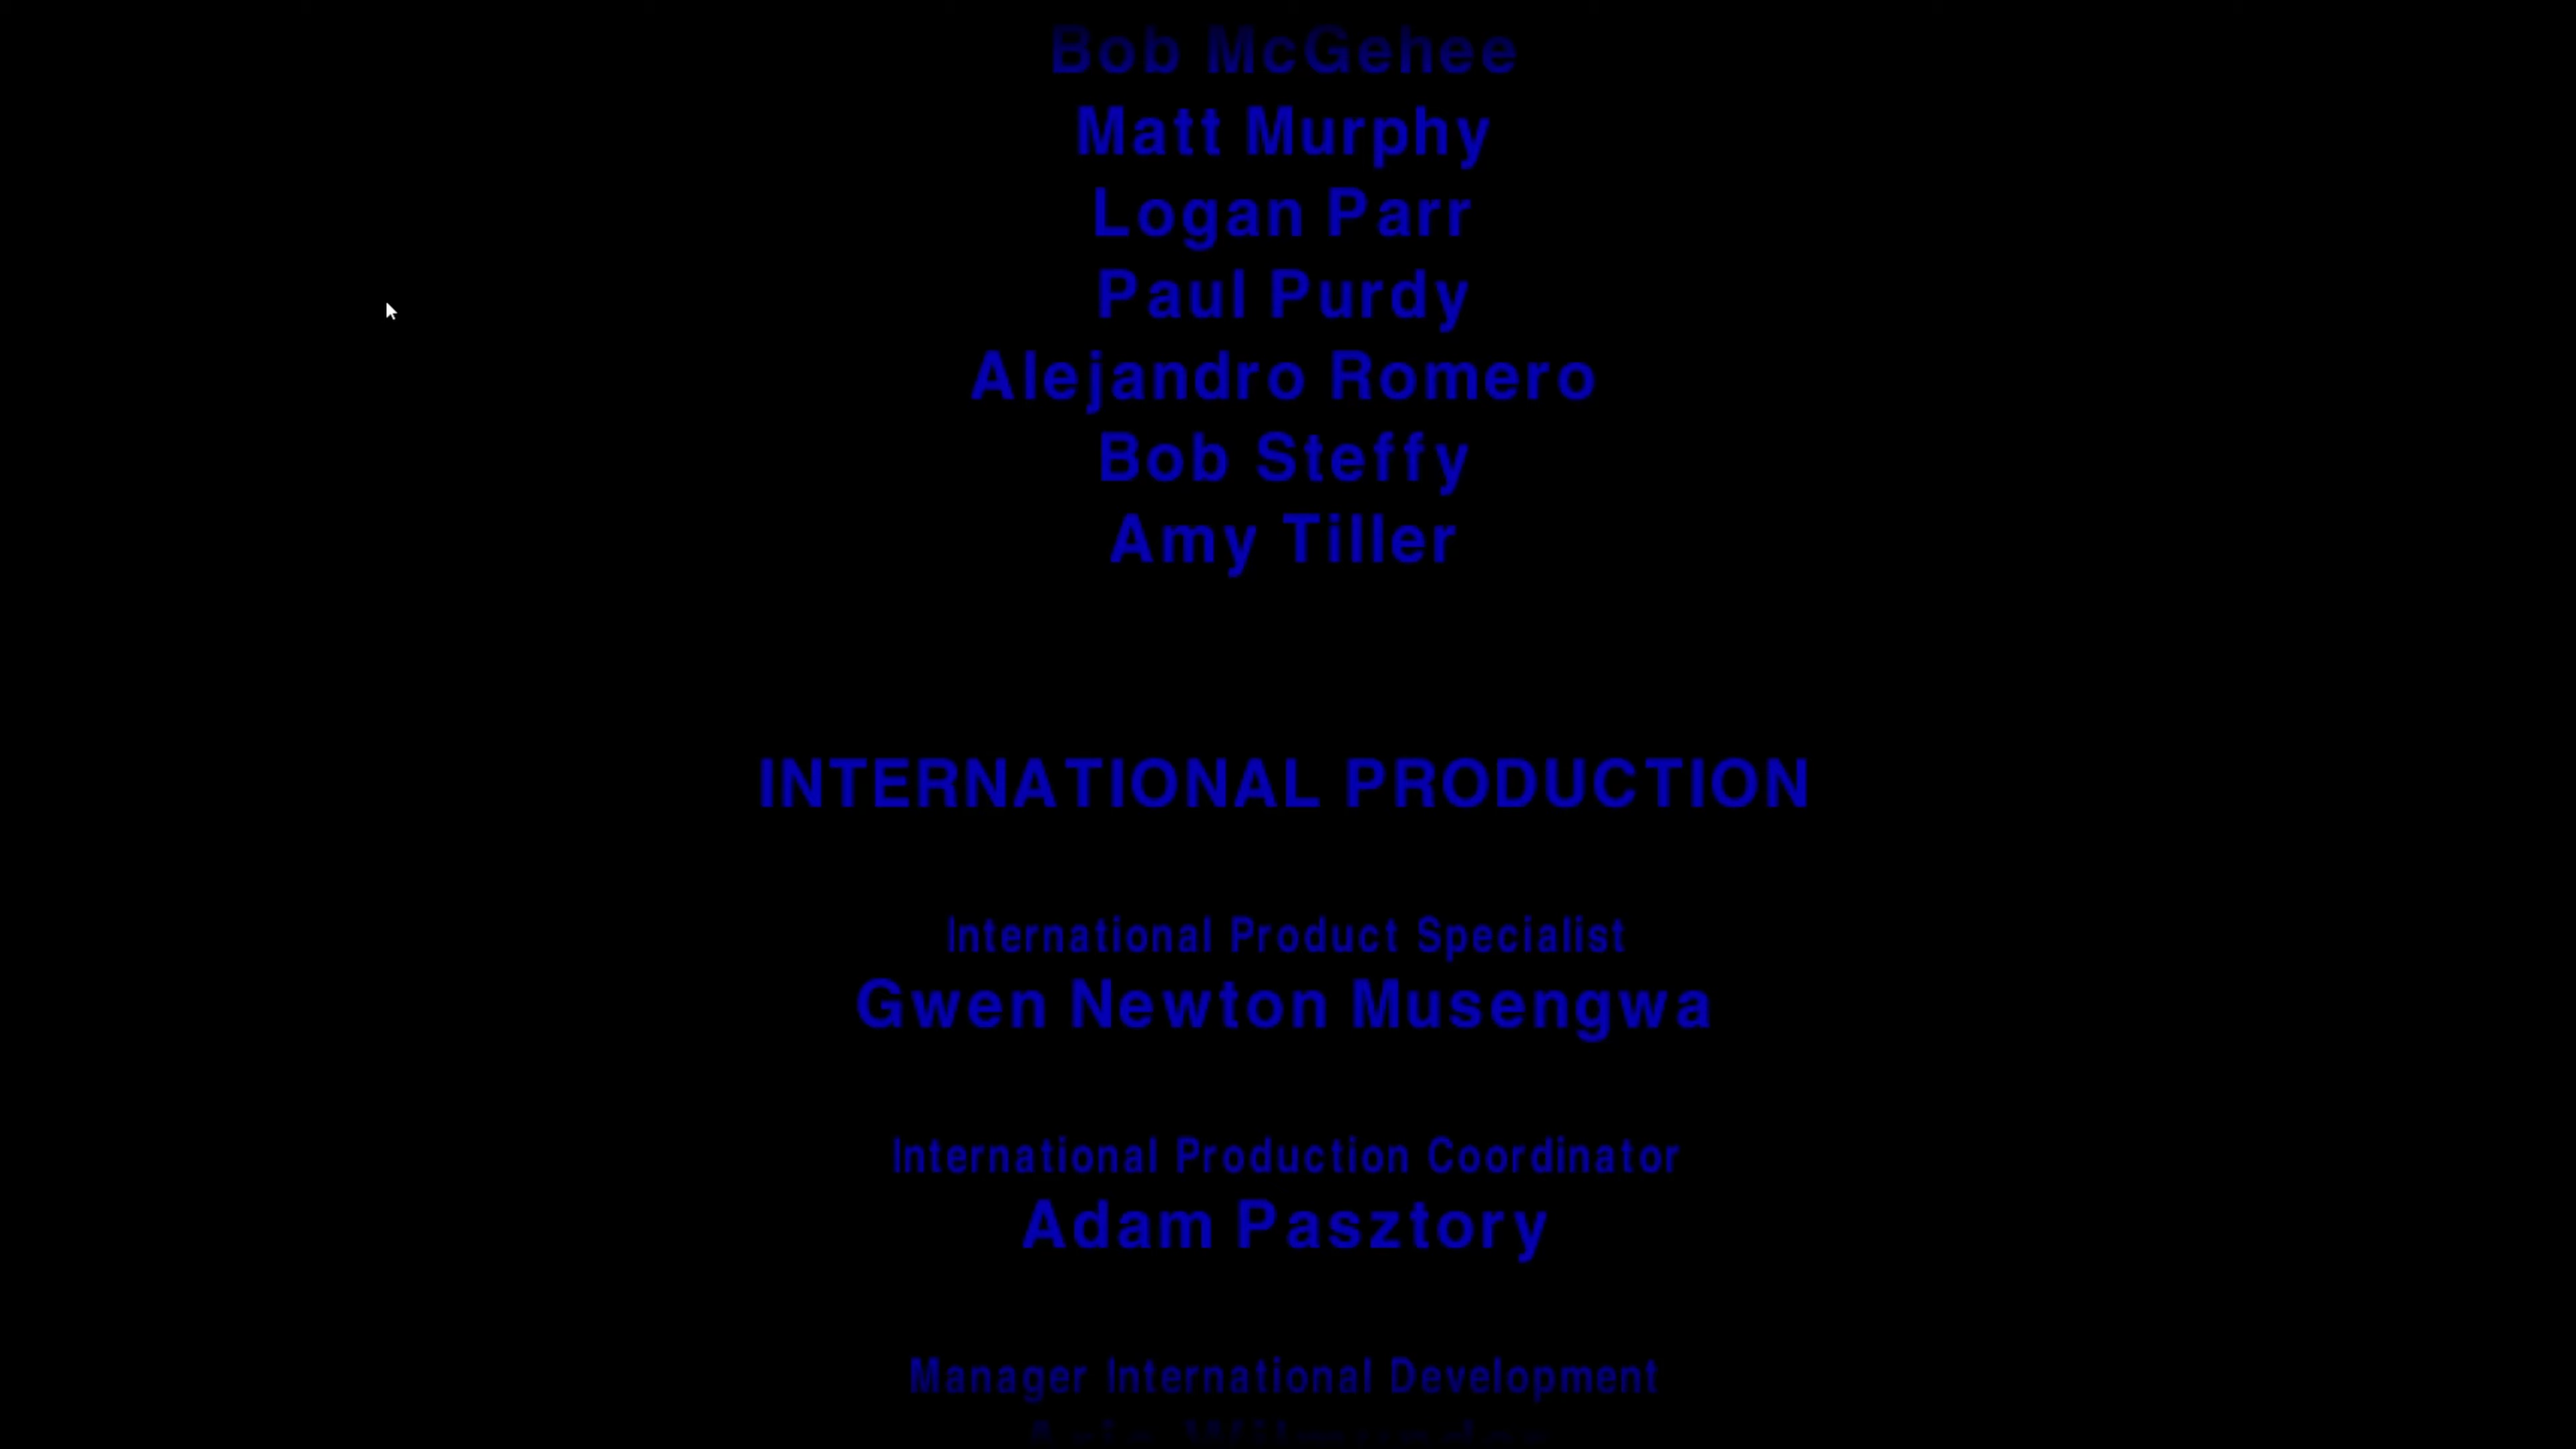 Bob McGehee
Matt Murphy
Logan Parr
Paul Purdy
Alejandro Romero
Bob Steffy
Amy Tiller
INTERNATIONAL PRODUCTION
International Product Specialist
Gwen Newton Musengwa
International Production Coordinator
Adam Pasztory
Manager International Development